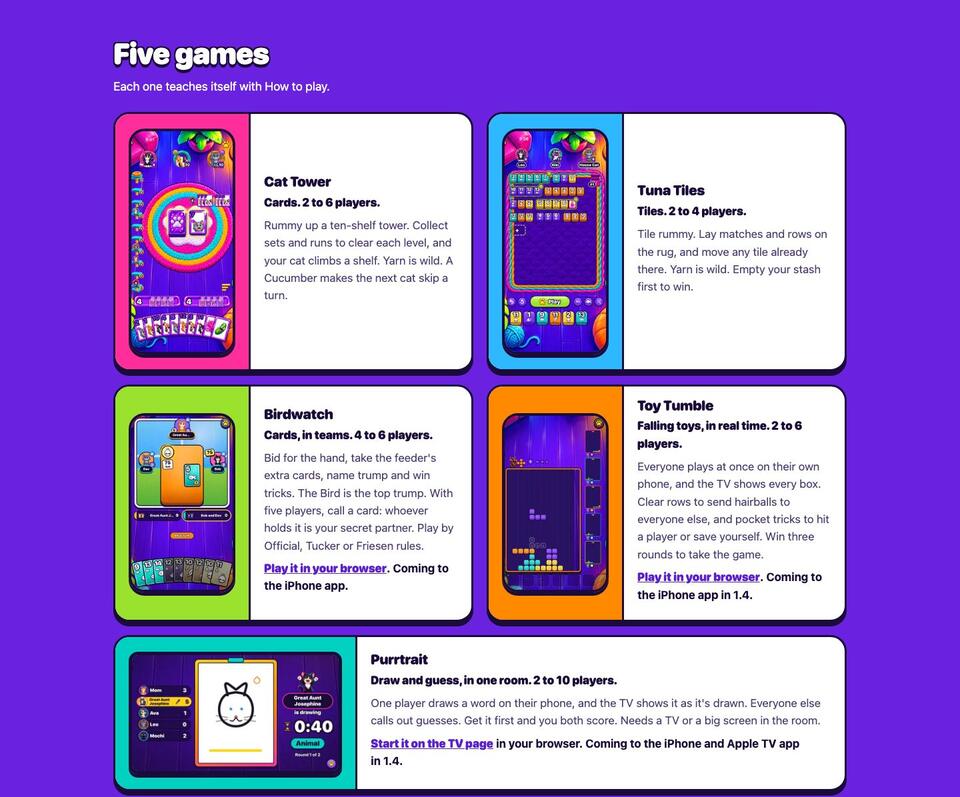 Five games
Each one teaches itself with How to play.
Cat Tower
Cards. 2 to 6 players.
Rummy up a ten-shelf tower. Collect
sets and runs to clear each level, and
your cat climbs a shelf. Yarn is wild. A
Cucumber makes the next cat skip a
turn.
Play
Tuna Tiles
Tiles. 2 to 4 players.
Tile rummy. Lay matches and rows on
the rug, and move any tile already
there. Yarn is wild. Empty your stash
first to win.
Birdwatch
Cards, in teams. 4 to 6 players.
Bid for the hand, take the feeder's
extra cards, name trump and win
tricks. The Bird is the top trump. With
five players, call a card: whoever
holds it is your secret partner. Play by
Official, Tucker or Friesen rules.
Play it in your browser. Coming to
the iPhone app.
Toy Tumble
Falling toys, in real time. 2 to 6
players.
Everyone plays at once on their own
phone, and the TV shows every box.
Clear rows to send hairballs to
everyone else, and pocket tricks to hit
a player or save yourself. Win three
rounds to take the game.
Play it in your browser. Coming to
the iPhone app in 1.4.
Mom 3
Great Aunt
Josephine 5
Ava 1
Leo 0
Mochi 2
Great Aunt
Josephine
is drawing
0:40
Animal
Round 1 of 2
Purrtrait
Draw and guess, in one room. 2 to 10 players.
One player draws a word on their phone, and the TV shows it as it's drawn. Everyone else
calls out guesses. Get it first and you both score. Needs a TV or a big screen in the room.
Start it on the TV page in your browser. Coming to the iPhone and Apple TV app
in 1.4.